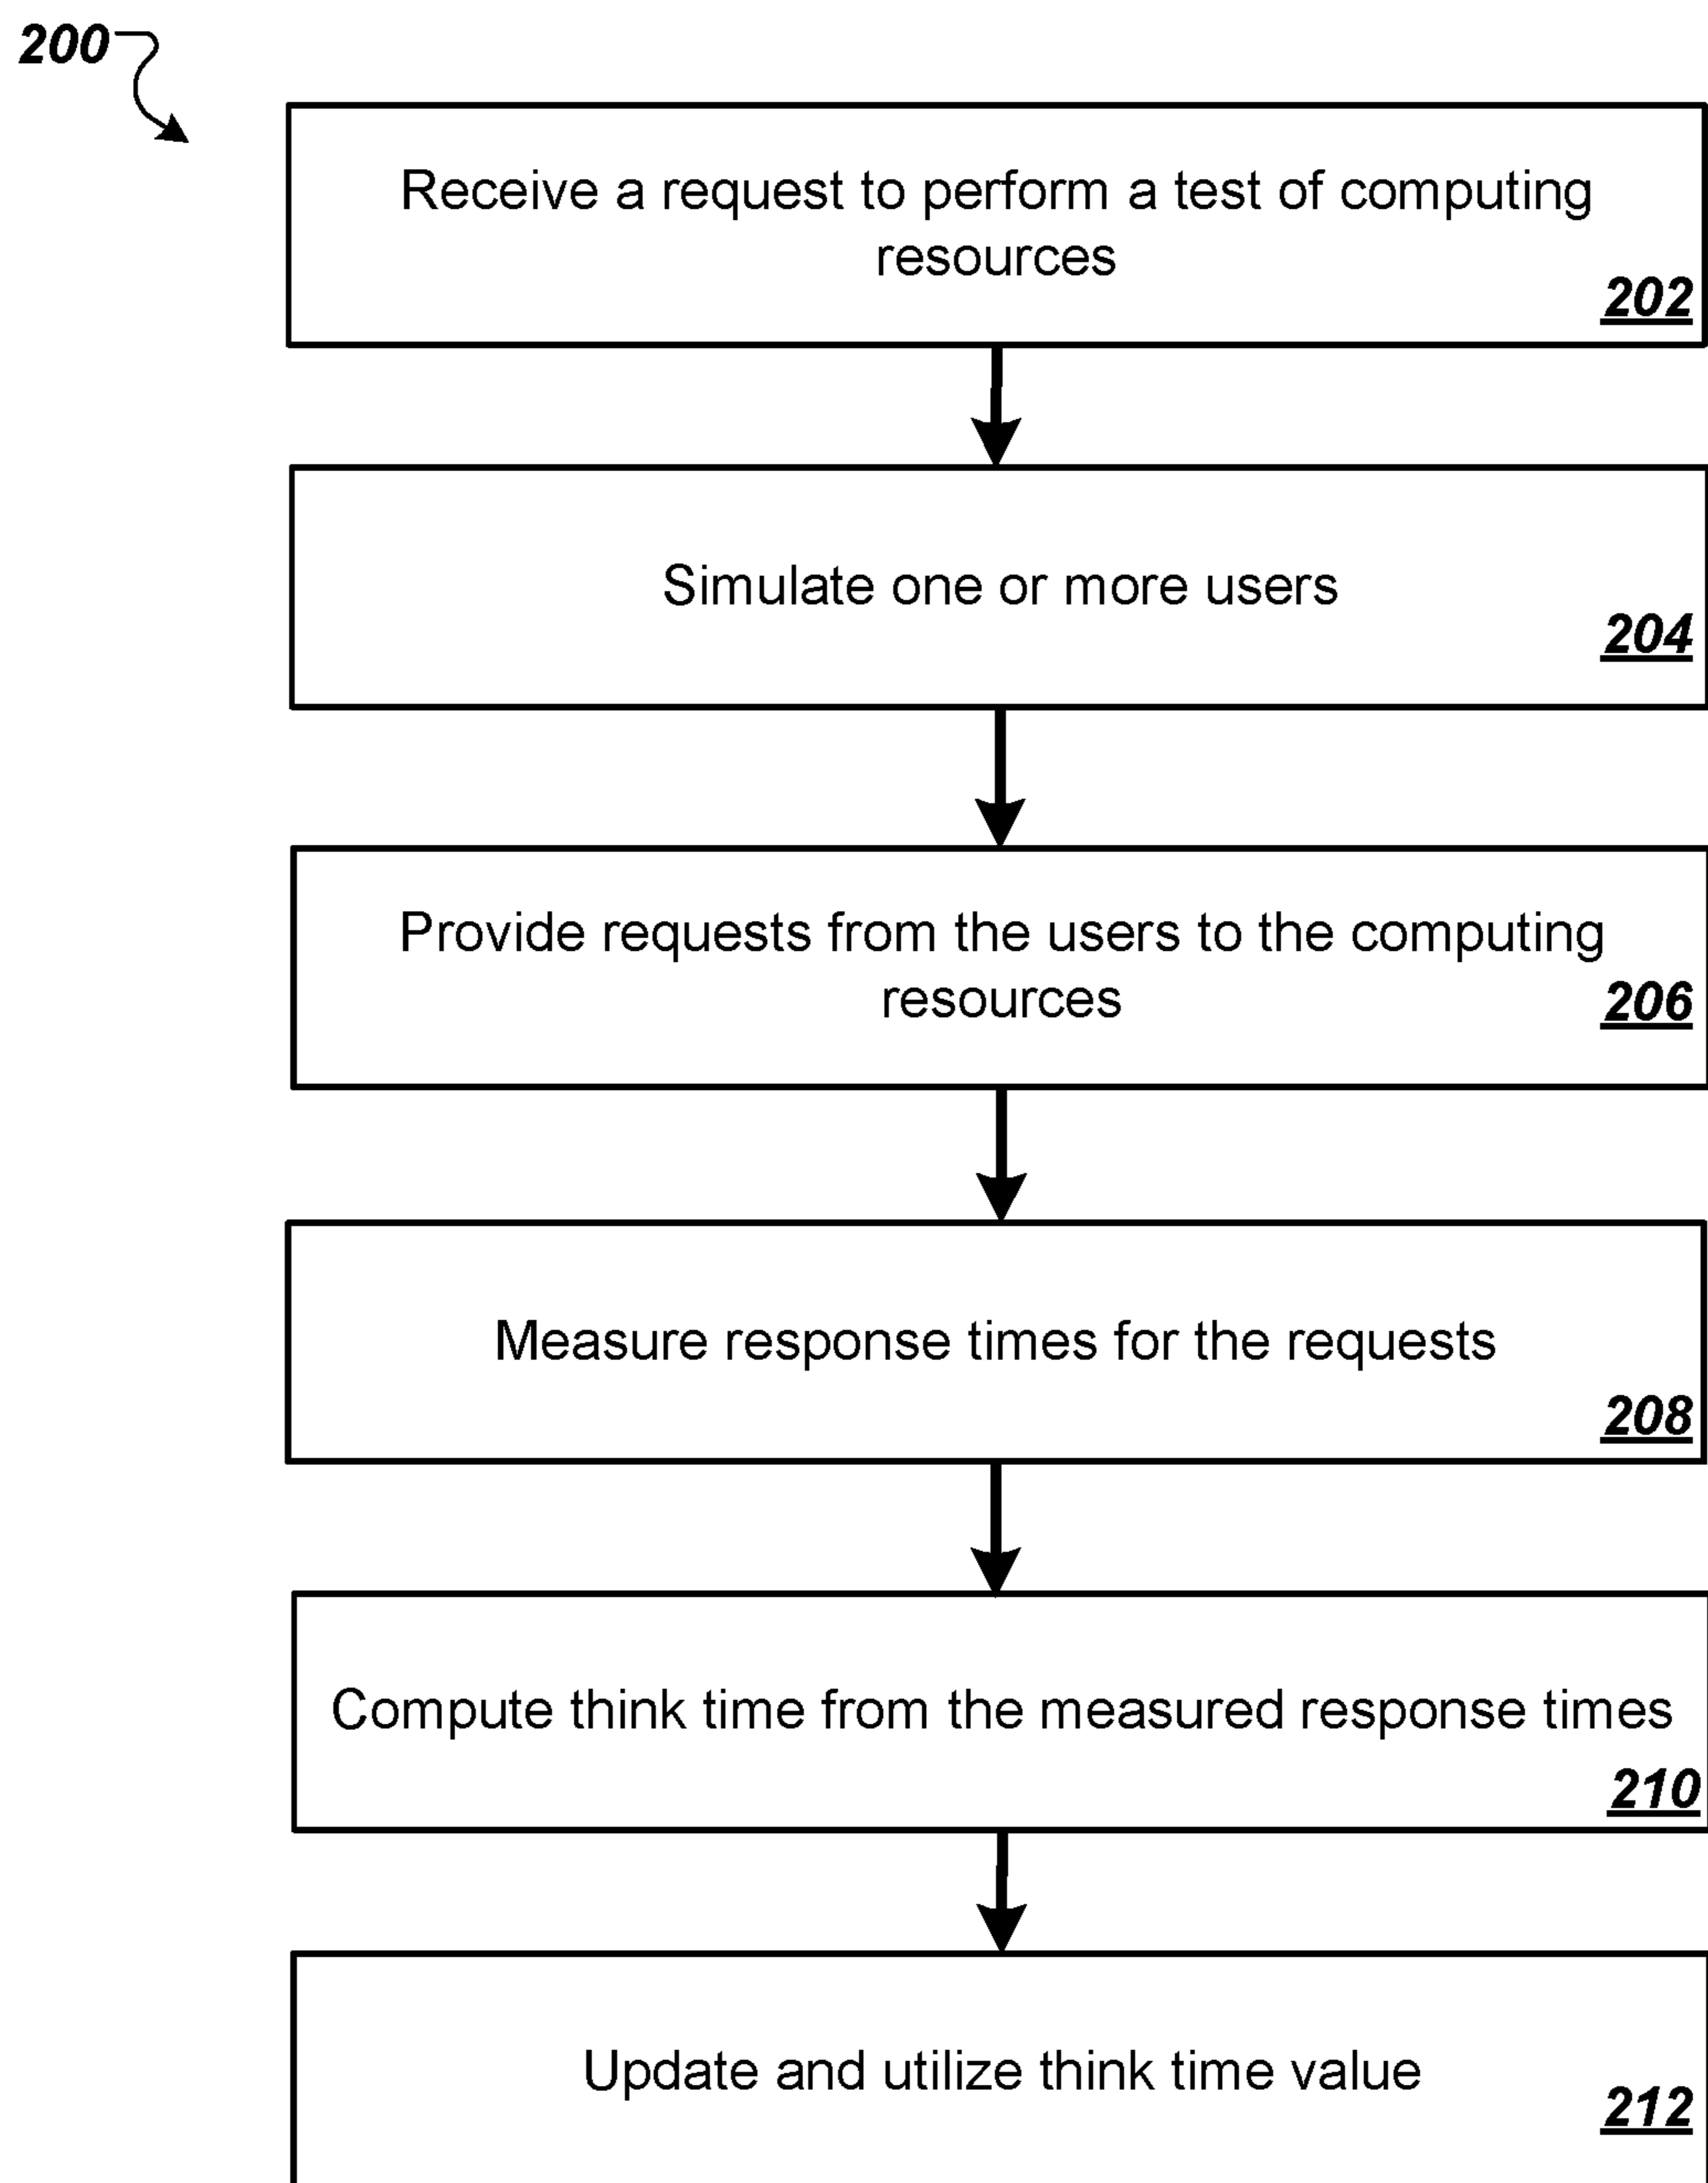 200
Receive a request to perform a test of computing
resources
202
Simulate one or more users
204
Provide requests from the users to the computing
resources
206
Measure response times for the requests
208
Compute think time from the measured response times
210
Update and utilize think time value
212